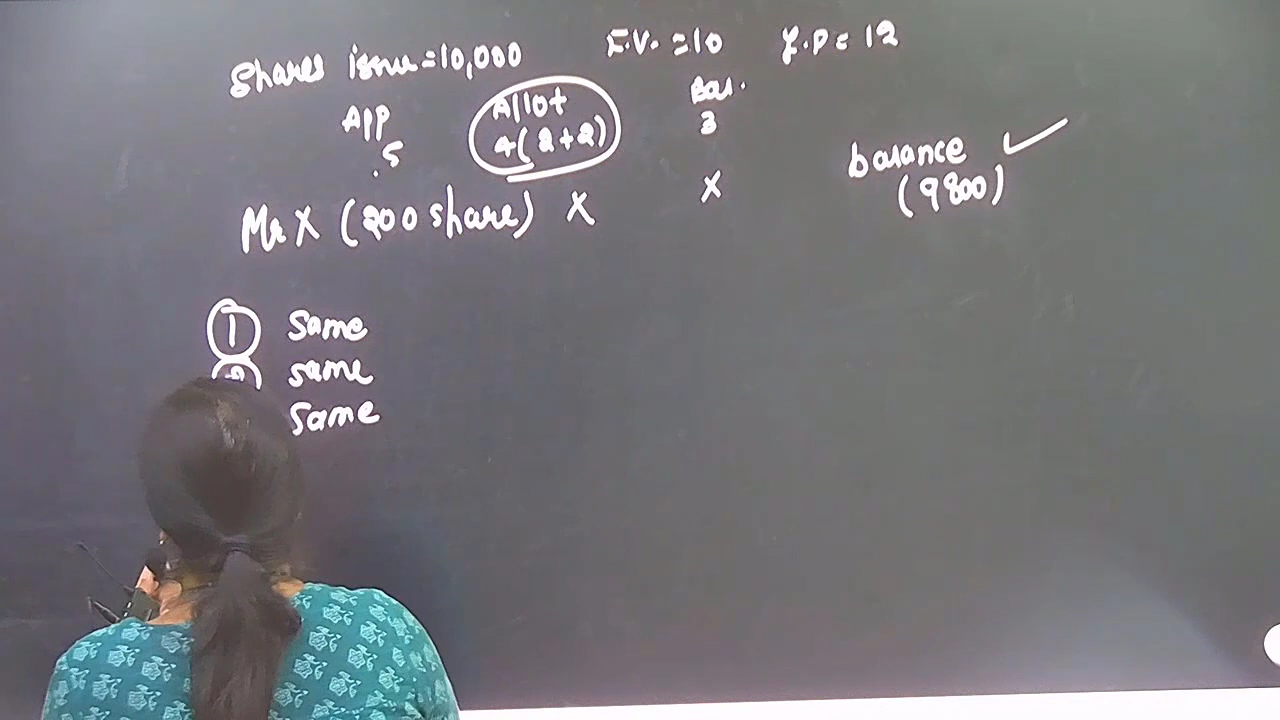 Shares issue=10,000 F.V. =10 I.P= 12
App Allot Bal.
5 4(2+2) 3
balance ✓
Mr X (200 share) X X (9800)
1 Same
2 same
Same